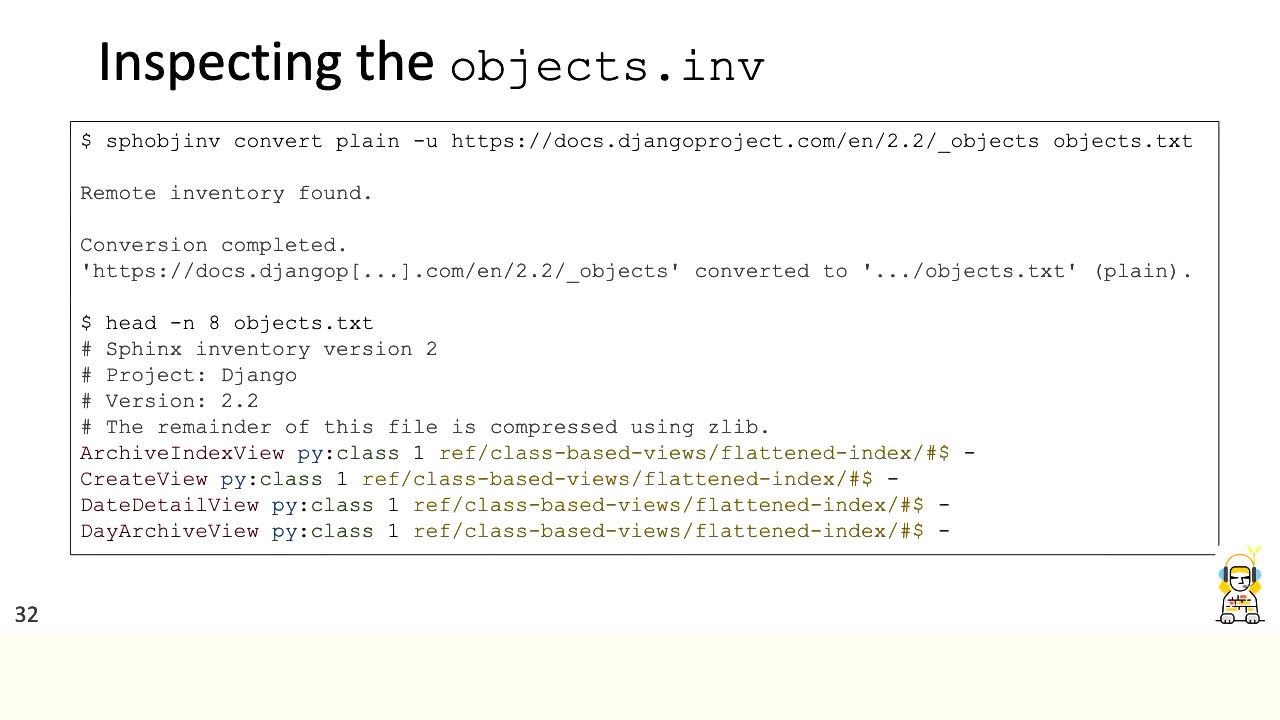 Inspecting the objects.inv
$ sphobjinv convert plain -u https://docs.djangoproject.com/en/2.2/_objects objects.txt
Remote inventory found.
Conversion completed.
'https://docs.djangop[...].com/en/2.2/_objects' converted to '.../objects.txt' (plain).
$ head -n 8 objects.txt
# Sphinx inventory version 2
# Project: Django
# Version: 2.2
# The remainder of this file is compressed using zlib.
ArchiveIndexView py:class 1 ref/class-based-views/flattened-index/#$ -
CreateView py:class 1 ref/class-based-views/flattened-index/#$ -
DateDetailView py:class 1 ref/class-based-views/flattened-index/#$ -
DayArchiveView py:class 1 ref/class-based-views/flattened-index/#$ -
32